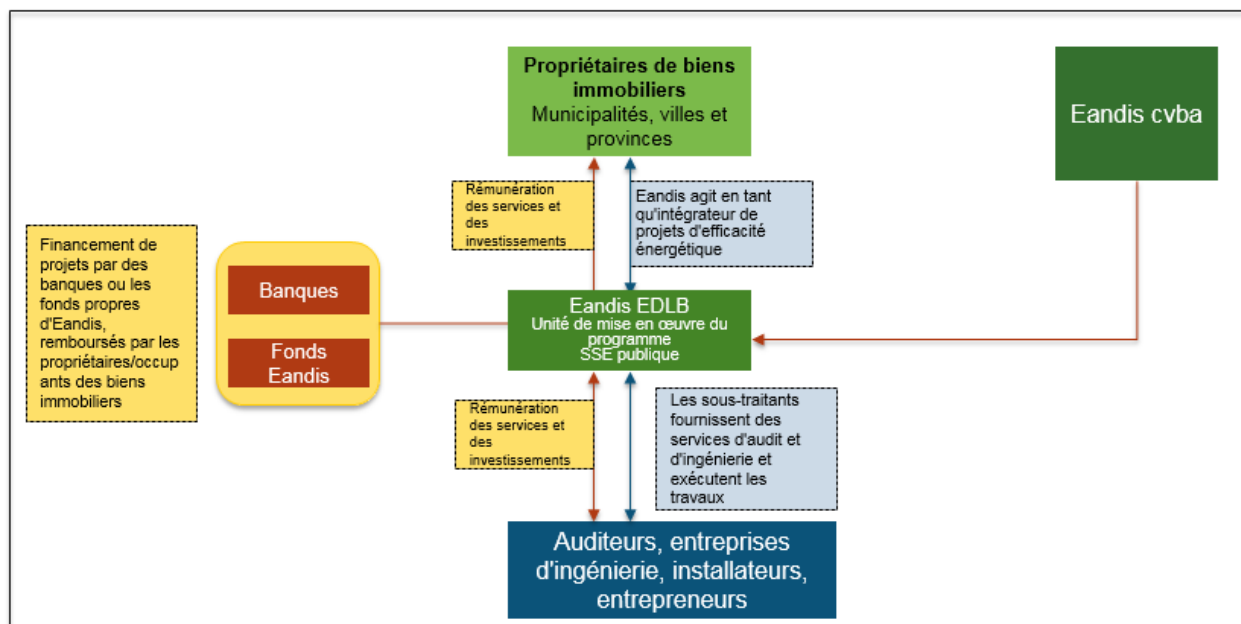 Propriétaires de biens
immobiliers
Municipalités, villes et
provinces
Eandis cvba
Rémunération
des services et
des
investissements
Eandis agit en tant
qu'intégrateur de
projets d'efficacité
énergétique
Financement de
projets par des
banques ou les
fonds propres
d'Eandis,
remboursés par les
propriétaires/occup
ants des biens
immobiliers
Banques
Fonds
Eandis
Eandis EDLB
Unité de mise en œuvre du
programme
SSE publique
Rémunération
des services et
des
investissements
Les sous-traitants
fournissent des
services d'audit et
d'ingénierie et
exécutent les
travaux
Auditeurs, entreprises
d'ingénierie, installateurs,
entrepreneurs